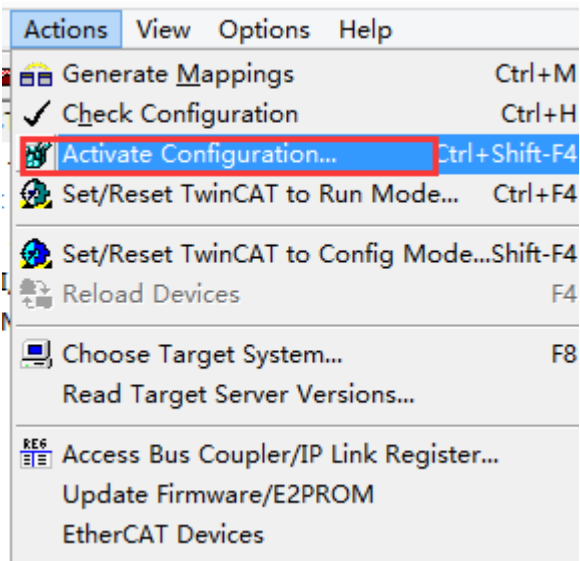 Actions View Options Help
Generate Mappings Ctrl+M
Check Configuration Ctrl+H
Activate Configuration... Ctrl+Shift-F4
Set/Reset TwinCAT to Run Mode... Ctrl+F4
Set/Reset TwinCAT to Config Mode...Shift-F4
Reload Devices F4
Choose Target System... F8
Read Target Server Versions...
REG Access Bus Coupler/IP Link Register...
Update Firmware/E2PROM
EtherCAT Devices